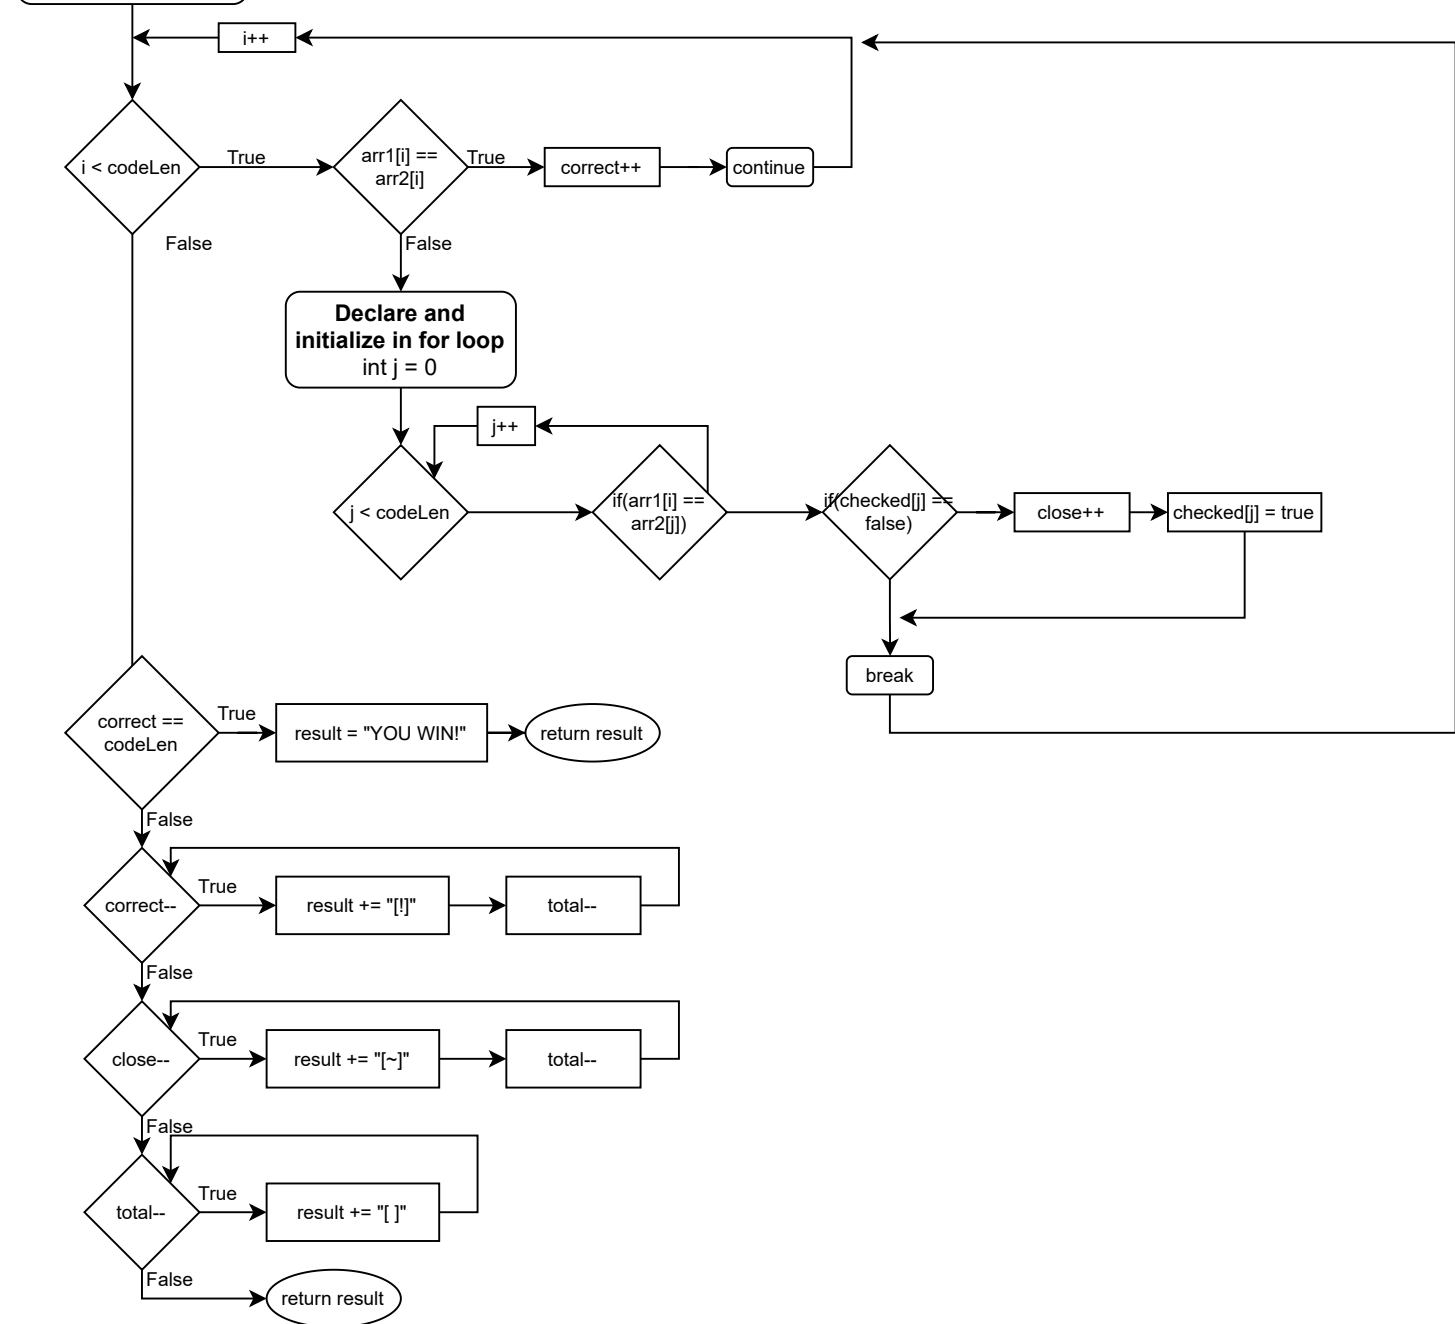 i++
i < codeLen
True
arr1[i] ==
arr2[i]
True
correct++
continue
False
False
Declare and
initialize in for loop
int j = 0
j++
j < codeLen
if(arr1[i] ==
arr2[j])
if(checked[j] ==
false)
close++
checked[j] = true
break
correct ==
codeLen
True
result = "YOU WIN!"
return result
False
correct--
True
result += "[!]"
total--
False
close--
True
result += "[~]"
total--
False
total--
True
result += "[ ]"
False
return result